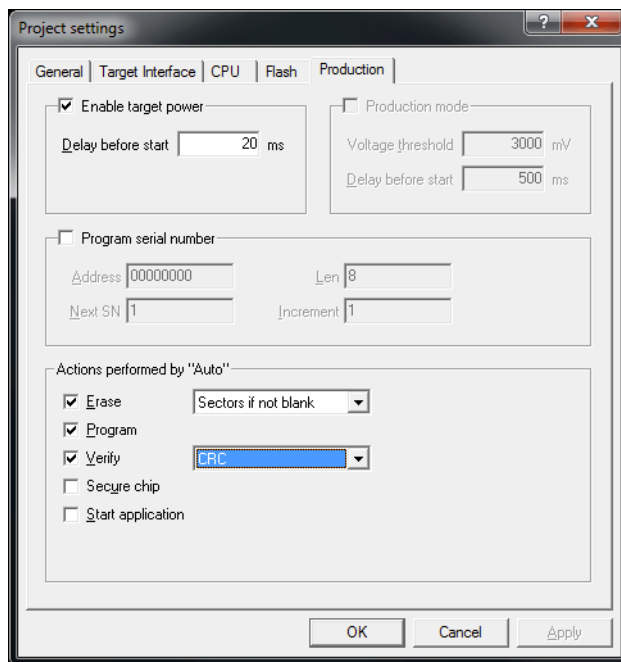 Project settings
General Target Interface CPU Flash Production
Enable target power
Delay before start 20 ms
Production mode
Voltage threshold 3000 mV
Delay before start 500 ms
Program serial number
Address 00000000 Len 8
Next SN 1 Increment 1
Actions performed by "Auto"
Erase Sectors if not blank
Program
Verify CRC
Secure chip
Start application
OK Cancel Apply